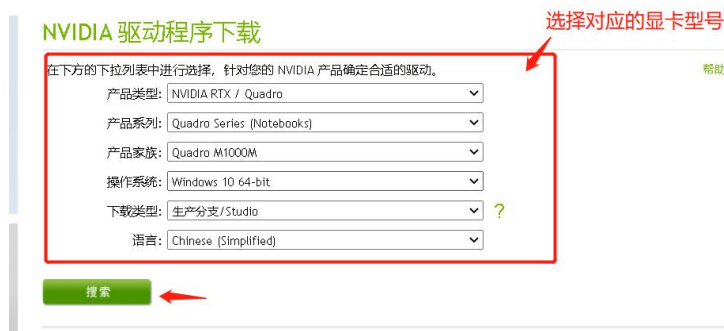 选择对应的显卡型号
NVIDIA 驱动程序下载
在下方的下拉列表中进行选择，针对您的 NVIDIA 产品确定合适的驱动。
帮助
产品类型: NVIDIA RTX / Quadro
产品系列: Quadro Series (Notebooks)
产品家族: Quadro M1000M
操作系统: Windows 10 64-bit
下载类型: 生产分支/Studio ?
语言: Chinese (Simplified)
搜索